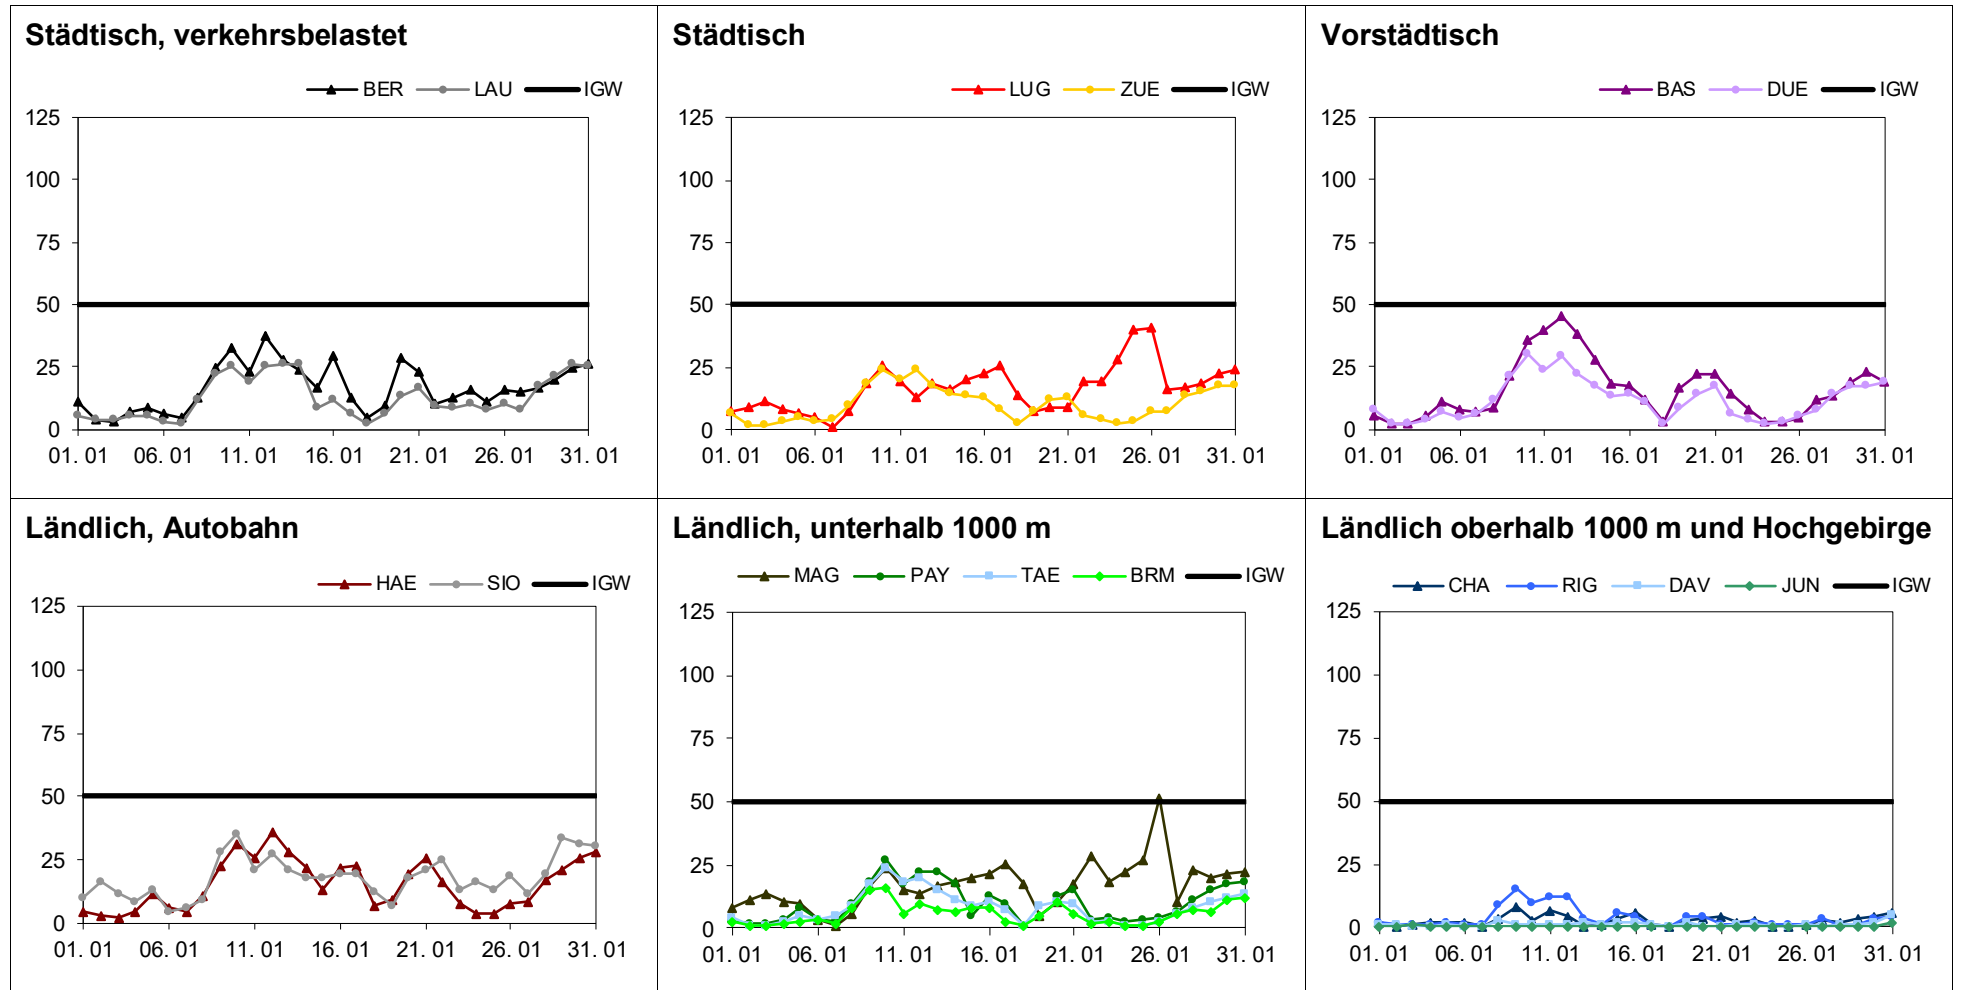 Städtisch, verkehrsbelastet
BER LAU IGW
125
100
75
50
25
0
01. 01 06. 01 11. 01 16. 01 21. 01 26. 01 31. 01
Städtisch
LUG ZUE IGW
125
100
75
50
25
0
01. 01 06. 01 11. 01 16. 01 21. 01 26. 01 31. 01
Vorstädtisch
BAS DUE IGW
125
100
75
50
25
0
01. 01 06. 01 11. 01 16. 01 21. 01 26. 01 31. 01
Ländlich, Autobahn
HAE SIO IGW
125
100
75
50
25
0
01. 01 06. 01 11. 01 16. 01 21. 01 26. 01 31. 01
Ländlich, unterhalb 1000 m
MAG PAY TAE BRM IGW
125
100
75
50
25
0
01. 01 06. 01 11. 01 16. 01 21. 01 26. 01 31. 01
Ländlich oberhalb 1000 m und Hochgebirge
CHA RIG DAV JUN IGW
125
100
75
50
25
0
01. 01 06. 01 11. 01 16. 01 21. 01 26. 01 31. 01